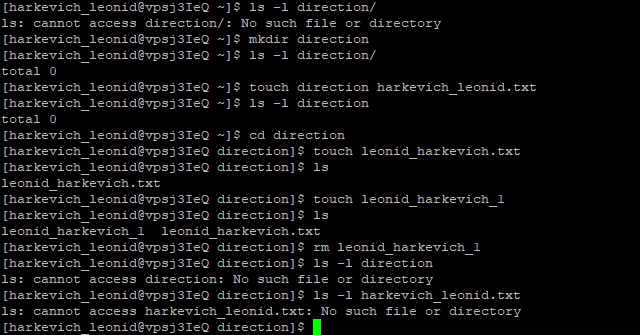 [harkevich_leonid@vpsj3IeQ ~]$ ls -l direction/
ls: cannot access direction/: No such file or directory
[harkevich_leonid@vpsj3IeQ ~]$ mkdir direction
[harkevich_leonid@vpsj3IeQ ~]$ ls -l direction/
total 0
[harkevich_leonid@vpsj3IeQ ~]$ touch direction harkevich_leonid.txt
[harkevich_leonid@vpsj3IeQ ~]$ ls -l direction
total 0
[harkevich_leonid@vpsj3IeQ ~]$ cd direction
[harkevich_leonid@vpsj3IeQ direction]$ touch leonid_harkevich.txt
[harkevich_leonid@vpsj3IeQ direction]$ ls
leonid_harkevich.txt
[harkevich_leonid@vpsj3IeQ direction]$ touch leonid_harkevich_1
[harkevich_leonid@vpsj3IeQ direction]$ ls
leonid_harkevich_1  leonid_harkevich.txt
[harkevich_leonid@vpsj3IeQ direction]$ rm leonid_harkevich_1
[harkevich_leonid@vpsj3IeQ direction]$ ls -l direction
ls: cannot access direction: No such file or directory
[harkevich_leonid@vpsj3IeQ direction]$ ls -l harkevich_leonid.txt
ls: cannot access harkevich_leonid.txt: No such file or directory
[harkevich_leonid@vpsj3IeQ direction]$